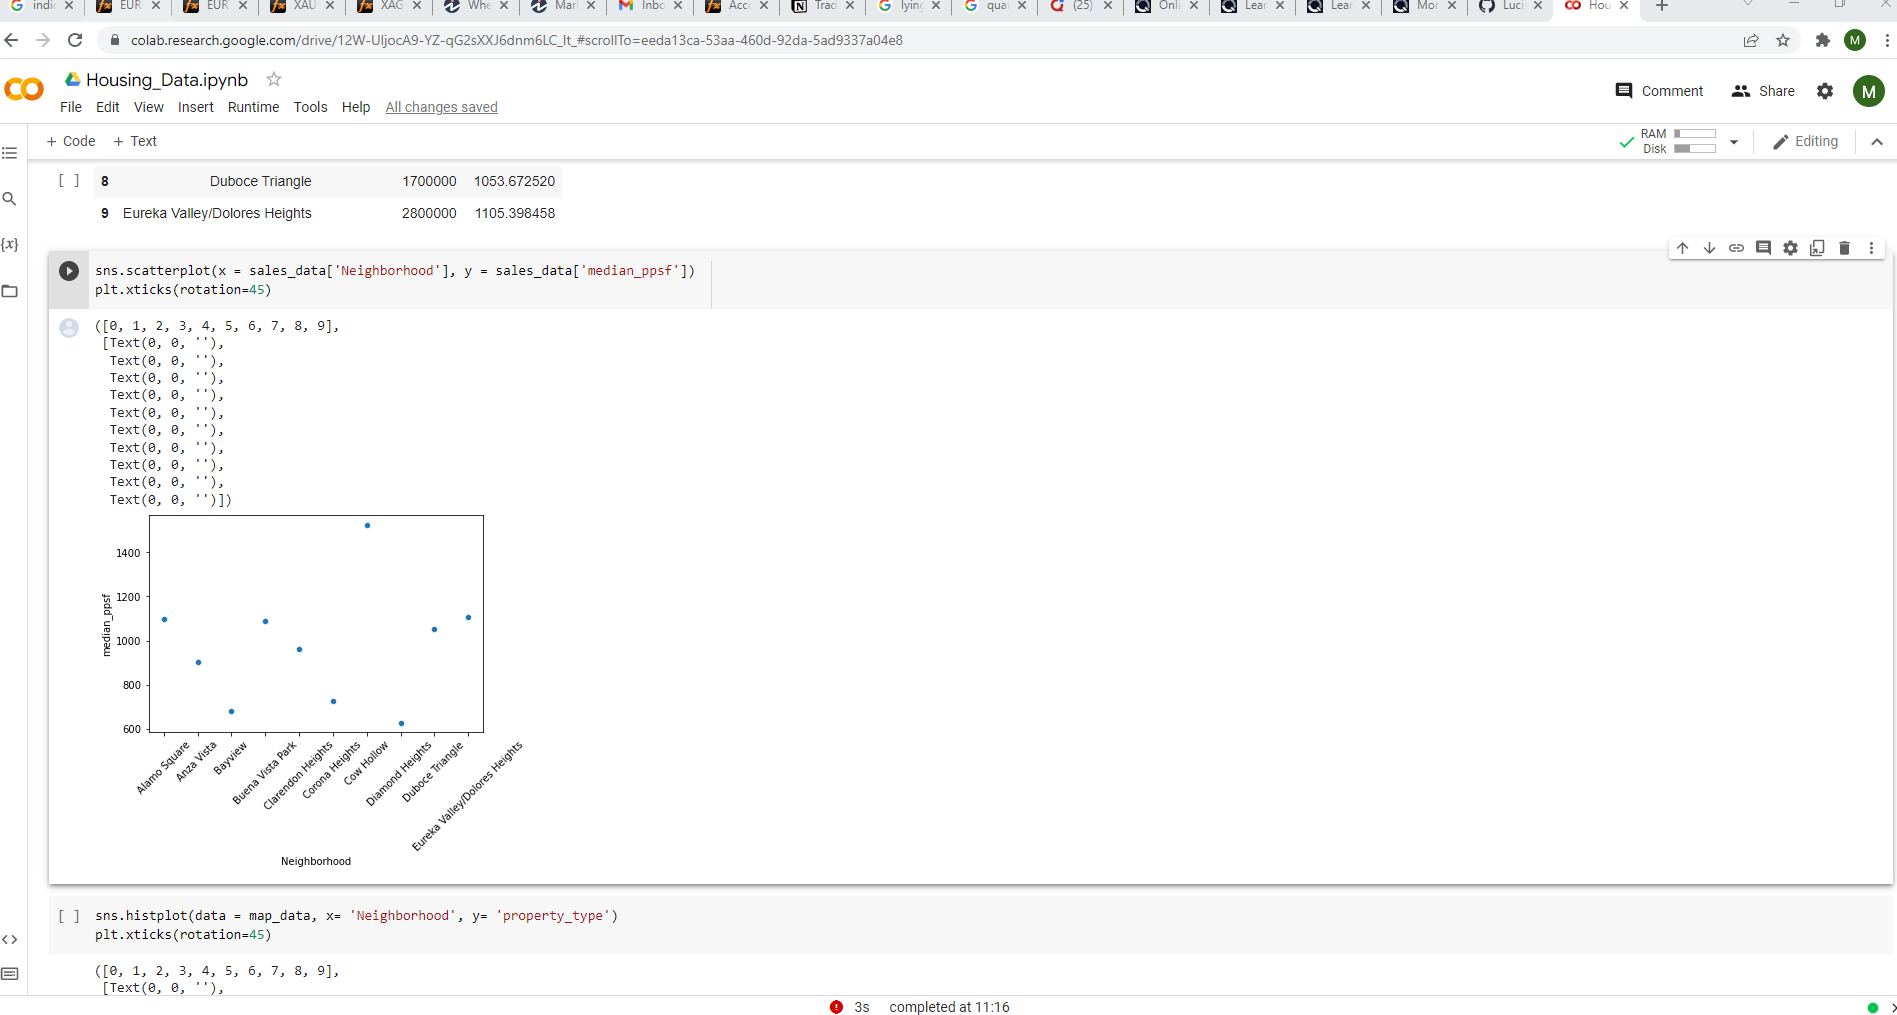 indi
EUR
EUR
XAU
XAG
Whe
Mar
Inbo
Acc
Trad
lying
qua
(25)
Onli
Lear
Lear
Mor
Luci
Hou
colab.research.google.com/drive/12W-UljocA9-YZ-qG2sXXJ6dnm6LC_lt_#scrollTo=eeda13ca-53aa-460d-92da-5ad9337a04e8
M
Housing_Data.ipynb
File Edit View Insert Runtime Tools Help All changes saved
Comment Share M
+ Code + Text
RAM
Disk
Editing
[ ] 8 Duboce Triangle 1700000 1053.672520
9 Eureka Valley/Dolores Heights 2800000 1105.398458
{x}
sns.scatterplot(x = sales_data['Neighborhood'], y = sales_data['median_ppsf'])
plt.xticks(rotation=45)
([0, 1, 2, 3, 4, 5, 6, 7, 8, 9],
[Text(0, 0, ''),
Text(0, 0, ''),
Text(0, 0, ''),
Text(0, 0, ''),
Text(0, 0, ''),
Text(0, 0, ''),
Text(0, 0, ''),
Text(0, 0, ''),
Text(0, 0, ''),
Text(0, 0, '')])
1400
1200
1000
800
600
median_ppsf
Alamo Square
Anza Vista
Bayview
Buena Vista Park
Clarendon Heights
Corona Heights
Cow Hollow
Diamond Heights
Duboce Triangle
Eureka Valley/Dolores Heights
Neighborhood
[ ] sns.histplot(data = map_data, x= 'Neighborhood', y= 'property_type')
plt.xticks(rotation=45)
([0, 1, 2, 3, 4, 5, 6, 7, 8, 9],
[Text(0, 0, ''),
3s completed at 11:16